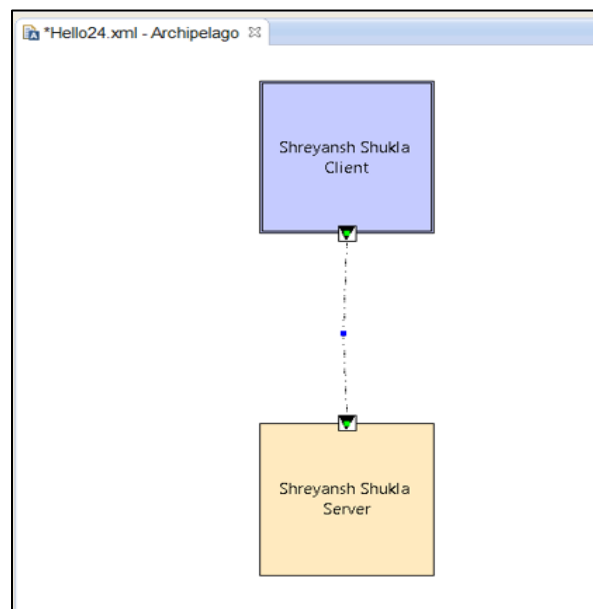 *Hello24.xml - Archipelago
Shreyansh Shukla
Client
Shreyansh Shukla
Server